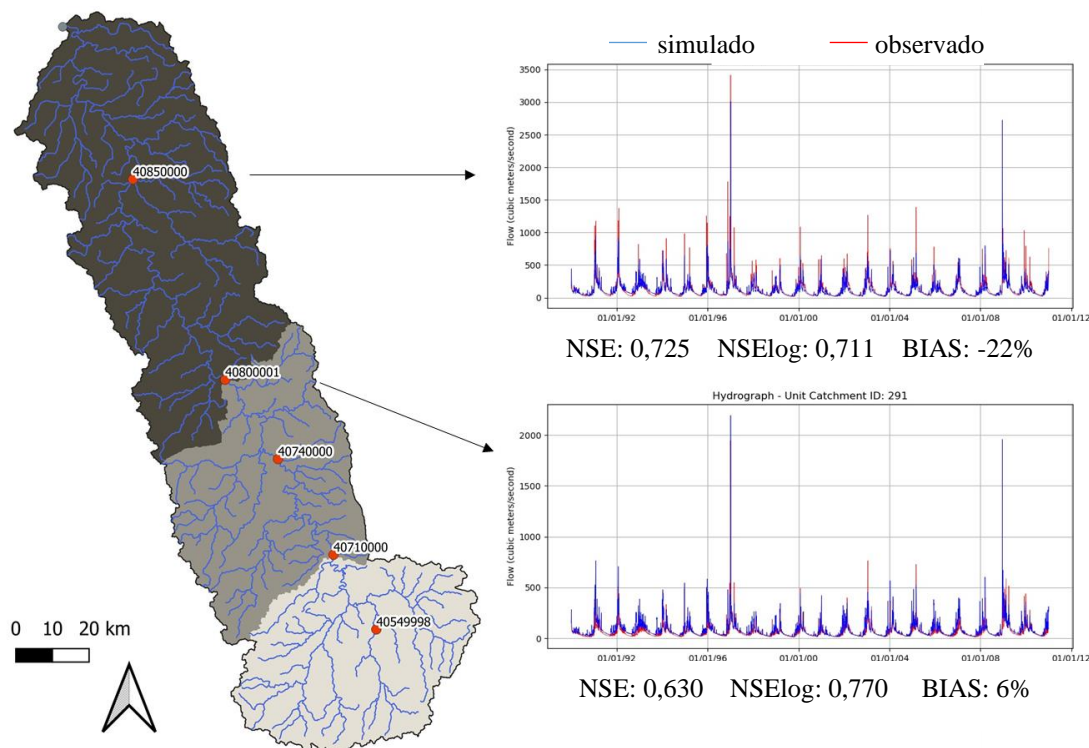 simulado observado
3500
3000
2500
2000
1500
1000
500
0
Flow (cubic meters/second)
01/01/92 01/01/96 01/01/00 01/01/04 01/01/08 01/01/12
NSE: 0,725 NSElog: 0,711 BIAS: -22%
Hydrograph - Unit Catchment ID: 291
2000
1500
1000
500
0
Flow (cubic meters/second)
01/01/92 01/01/96 01/01/00 01/01/04 01/01/08 01/01/12
NSE: 0,630 NSElog: 0,770 BIAS: 6%
40850000
40800001
40740000
40710000
40549998
0 10 20 km